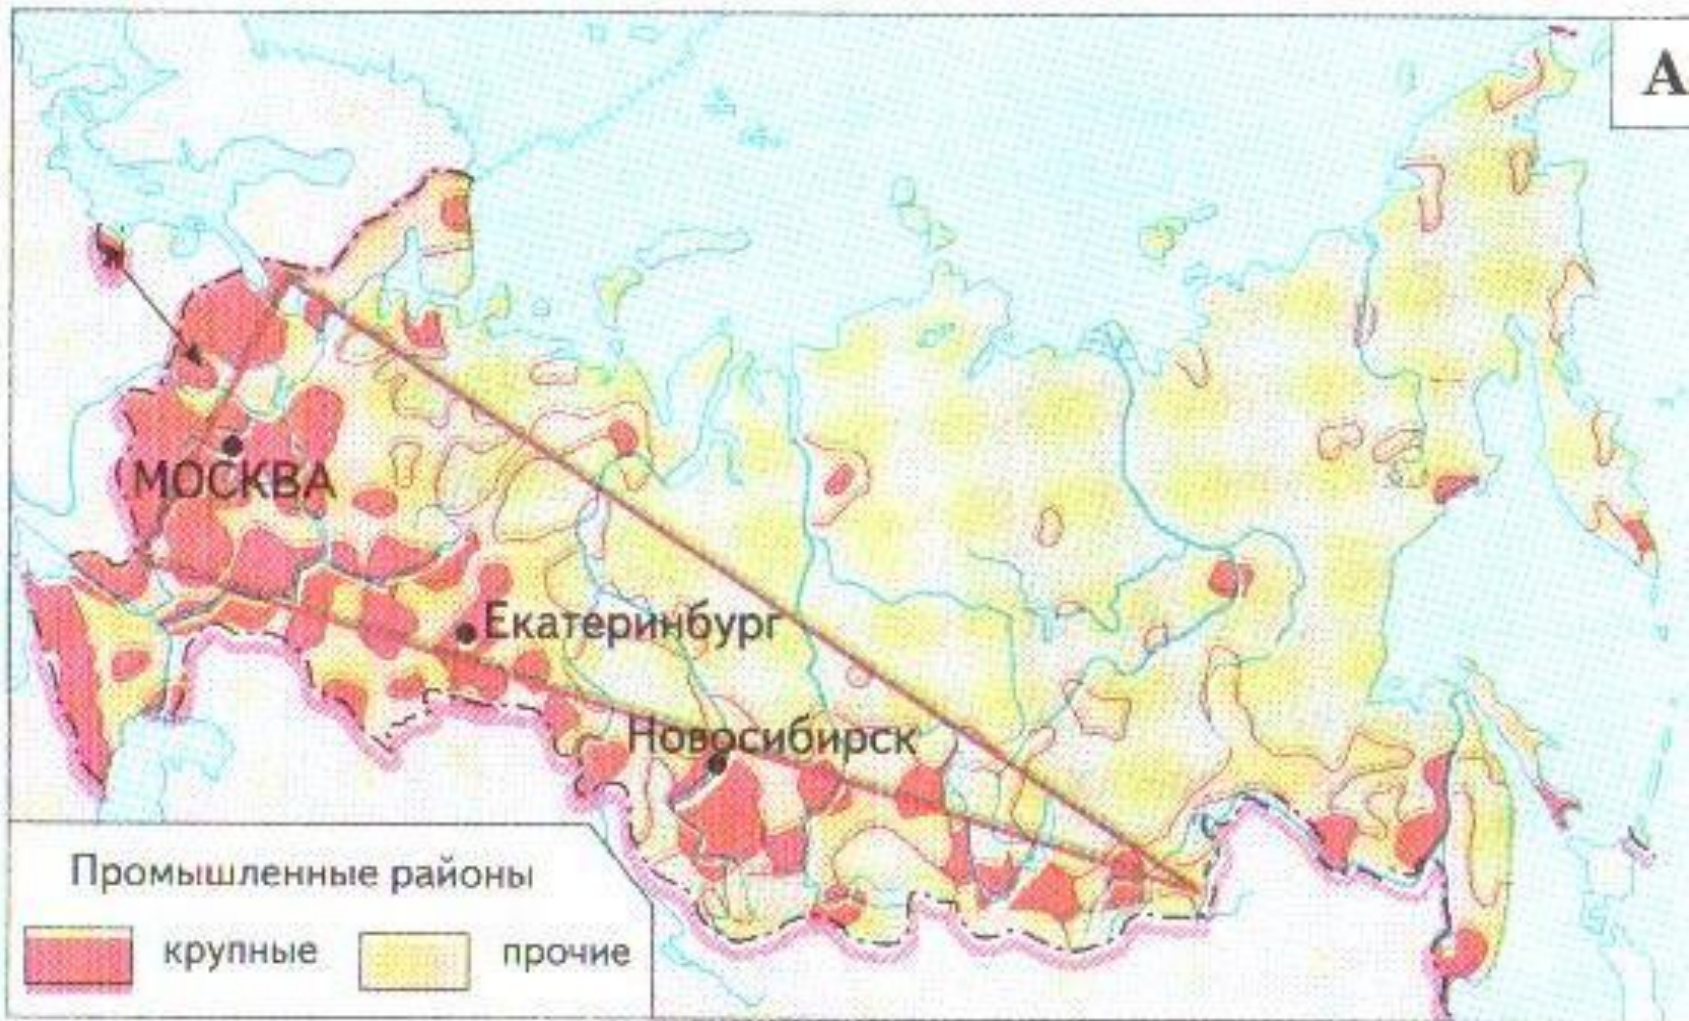 А
МОСКВА
Екатеринбург
Новосибирск
Промышленные районы
крупные
прочие